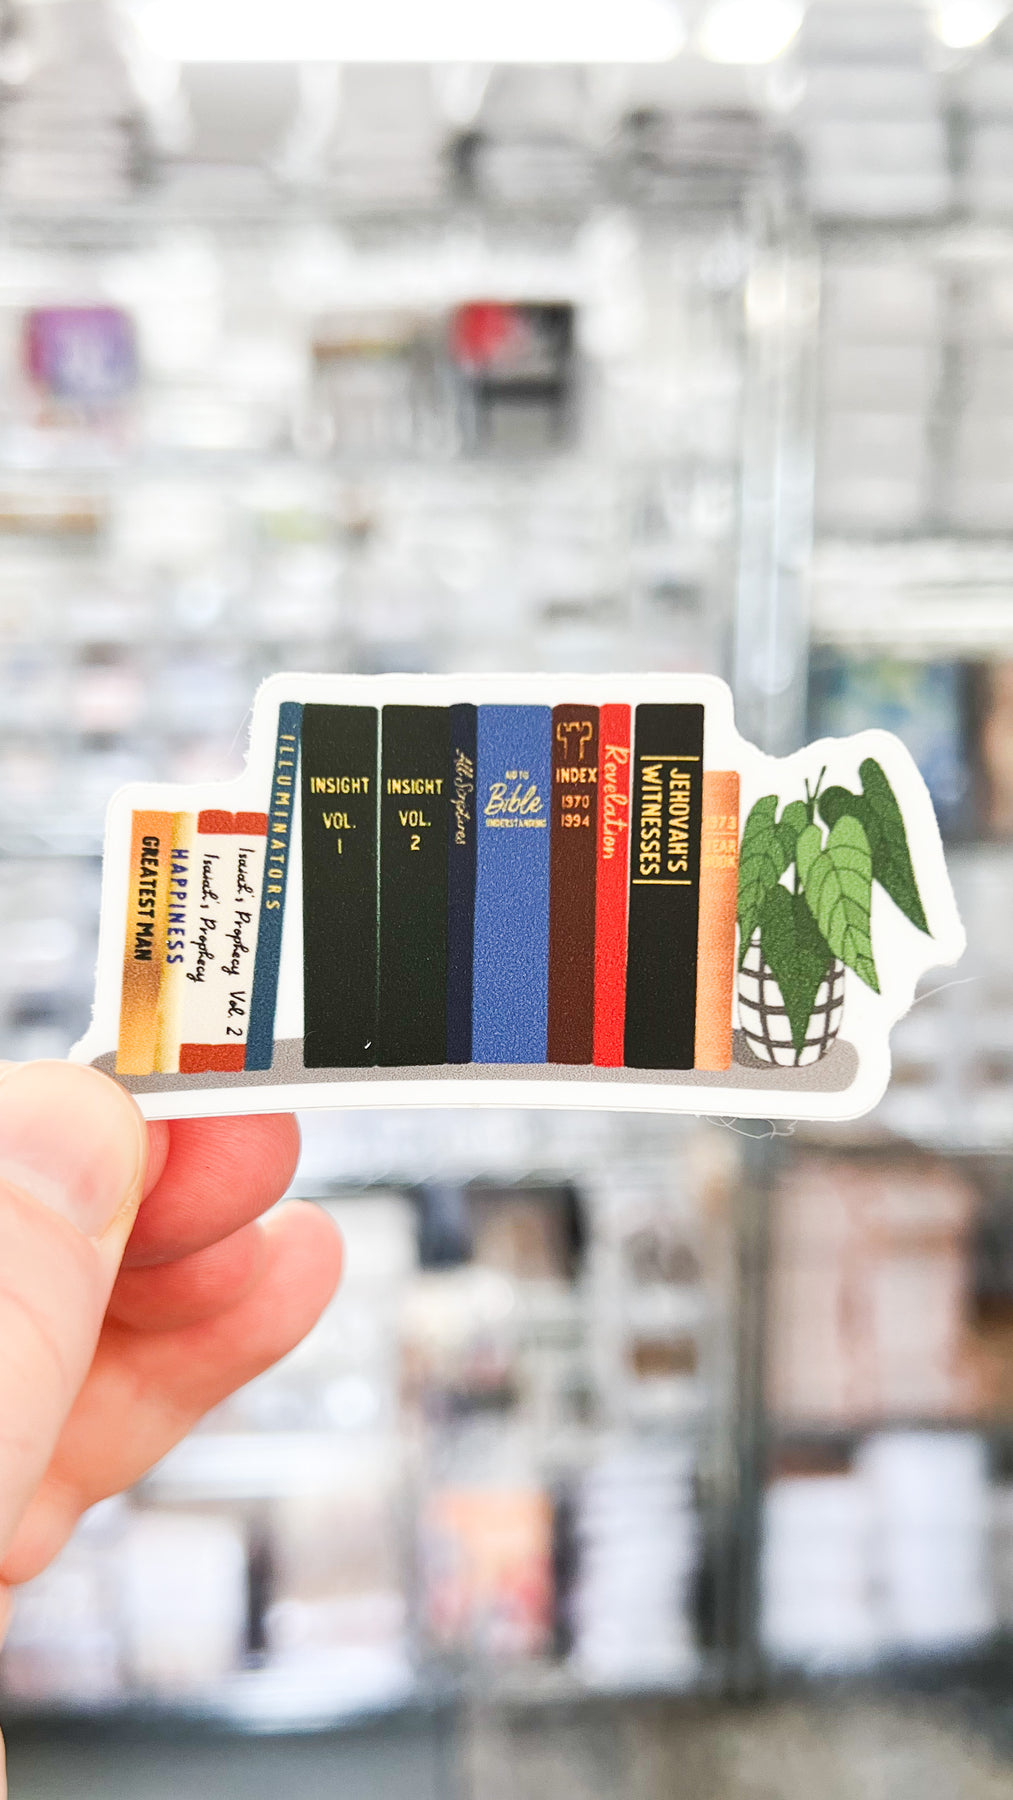 GREATEST MAN
HAPPINESS
Isaiah's Prophecy
Isaiah's Prophecy Vol. 2
ILLUMINATORS
INSIGHT
VOL.
1
INSIGHT
VOL.
2
All Scriptures
AID TO
Bible
UNDERSTANDING
INDEX
1970
1994
Revelation
JEHOVAH'S
WITNESSES
1973
YEAR
BOOK